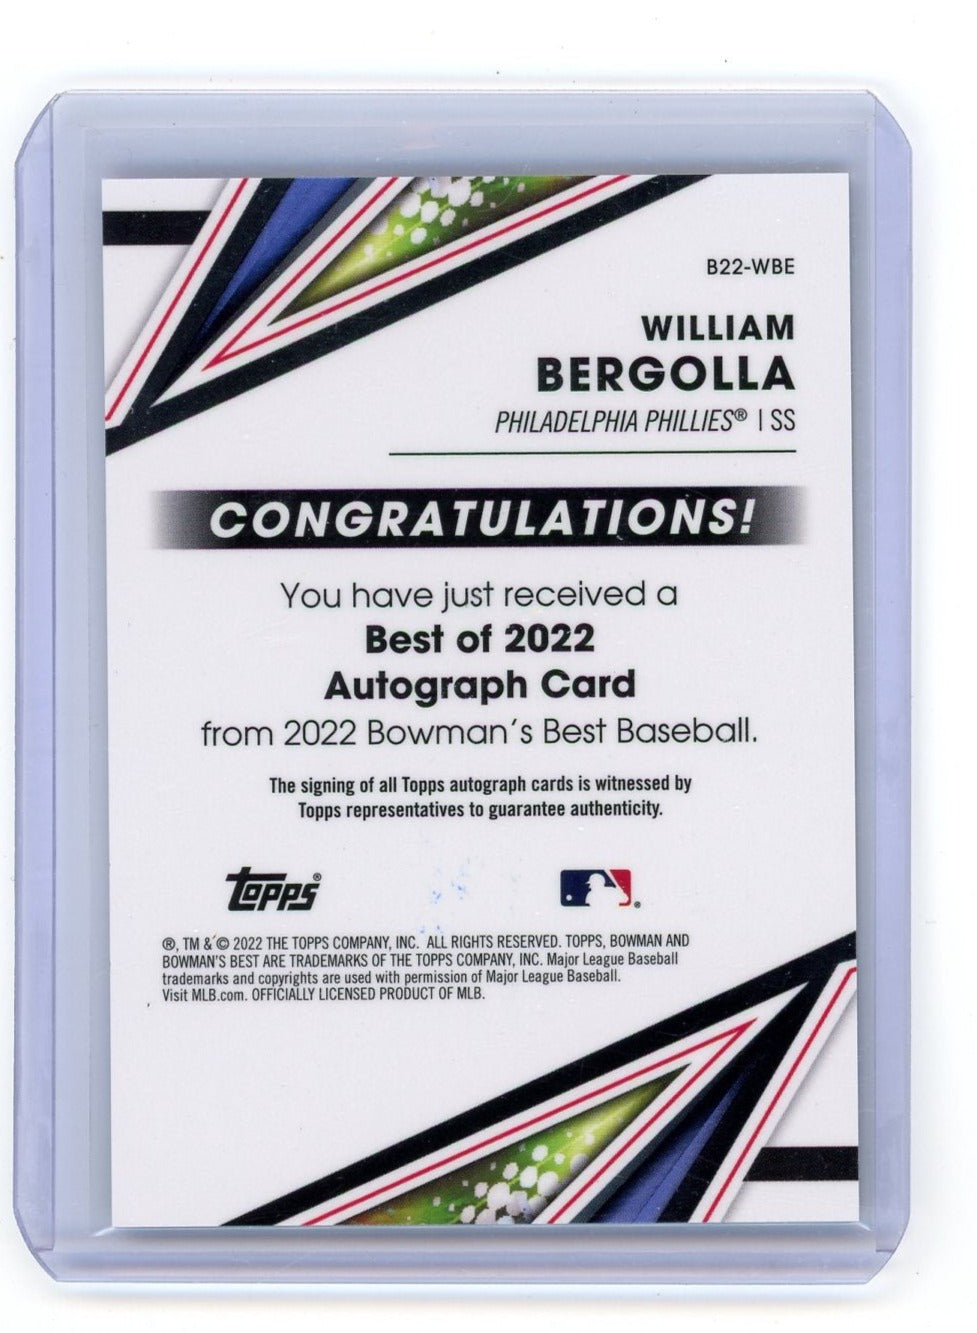 B22-WBE
WILLIAM
BERGOLLA
PHILADELPHIA PHILLIES® | SS
CONGRATULATIONS!
You have just received a
Best of 2022
Autograph Card
from 2022 Bowman's Best Baseball.
The signing of all Topps autograph cards is witnessed by
Topps representatives to guarantee authenticity.
Topps®
®, TM & © 2022 THE TOPPS COMPANY, INC. ALL RIGHTS RESERVED. TOPPS, BOWMAN AND
BOWMAN'S BEST ARE TRADEMARKS OF THE TOPPS COMPANY, INC. Major League Baseball
trademarks and copyrights are used with permission of Major League Baseball.
Visit MLB.com. OFFICIALLY LICENSED PRODUCT OF MLB.